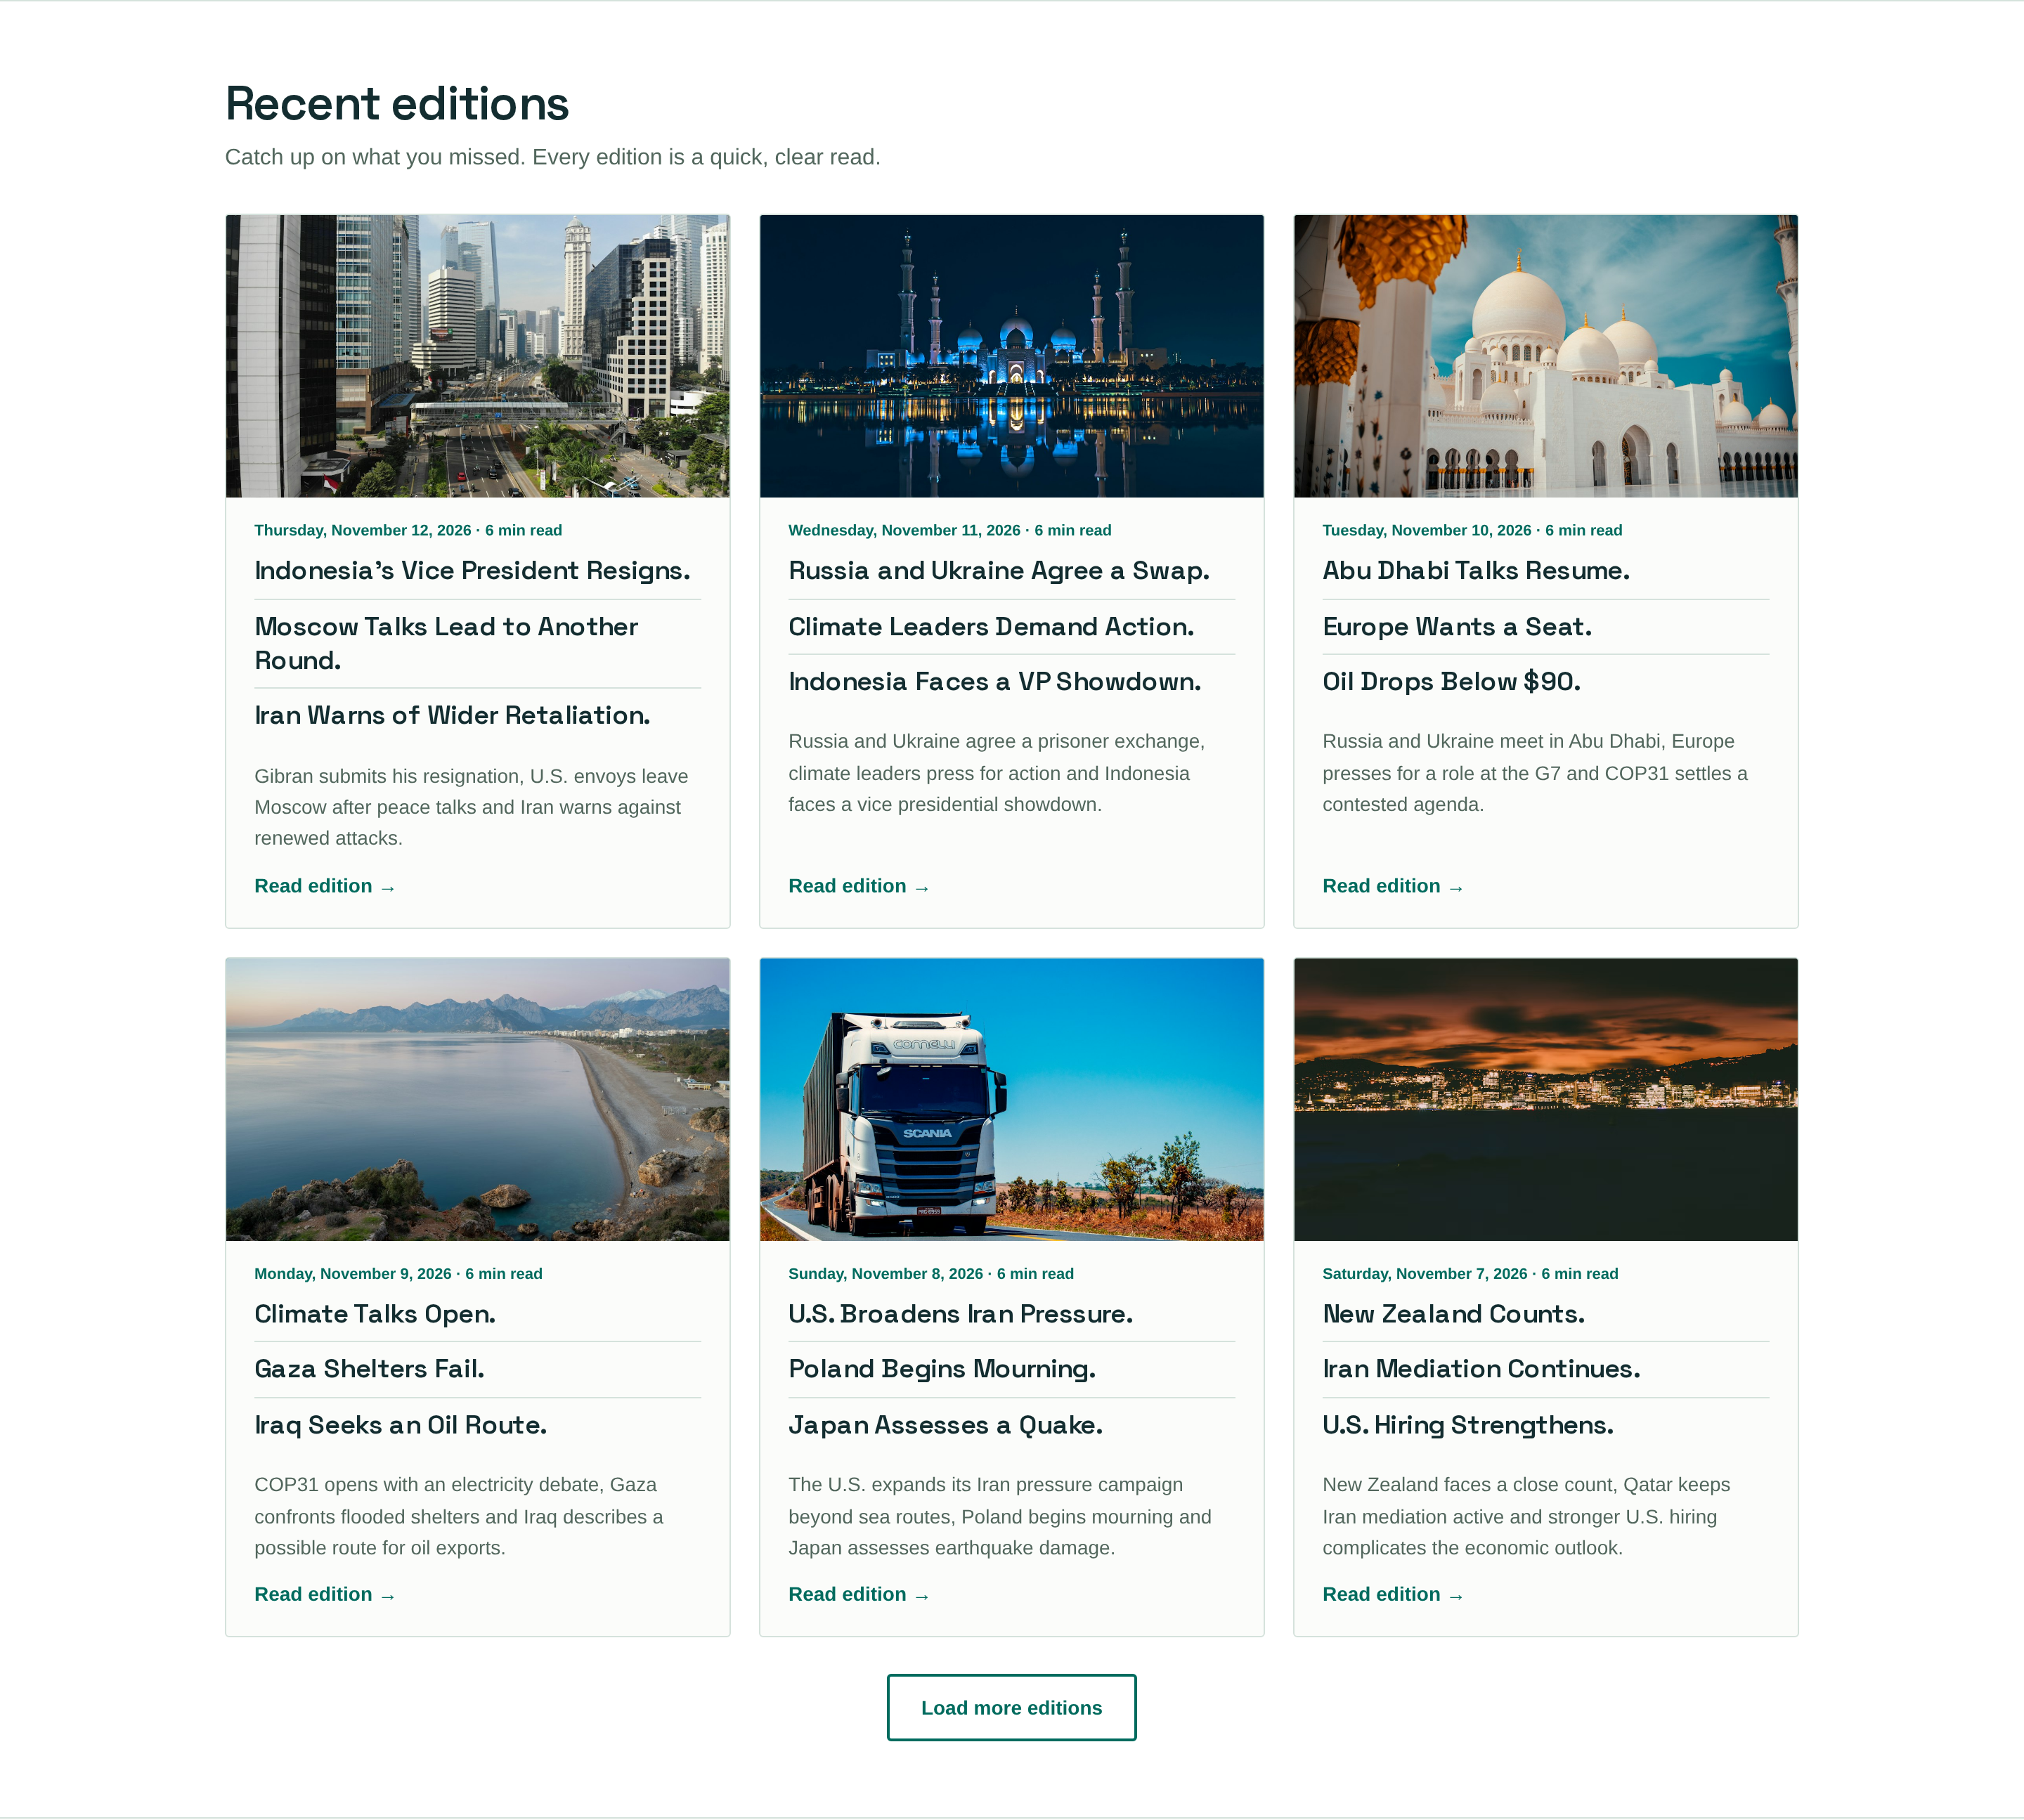 Recent editions
Catch up on what you missed. Every edition is a quick, clear read.
Thursday, November 12, 2026 · 6 min read
Indonesia’s Vice President Resigns.
Moscow Talks Lead to Another
Round.
Iran Warns of Wider Retaliation.
Gibran submits his resignation, U.S. envoys leave
Moscow after peace talks and Iran warns against
renewed attacks.
Read edition →
Wednesday, November 11, 2026 · 6 min read
Russia and Ukraine Agree a Swap.
Climate Leaders Demand Action.
Indonesia Faces a VP Showdown.
Russia and Ukraine agree a prisoner exchange,
climate leaders press for action and Indonesia
faces a vice presidential showdown.
Read edition →
Tuesday, November 10, 2026 · 6 min read
Abu Dhabi Talks Resume.
Europe Wants a Seat.
Oil Drops Below $90.
Russia and Ukraine meet in Abu Dhabi, Europe
presses for a role at the G7 and COP31 settles a
contested agenda.
Read edition →
Monday, November 9, 2026 · 6 min read
Climate Talks Open.
Gaza Shelters Fail.
Iraq Seeks an Oil Route.
COP31 opens with an electricity debate, Gaza
confronts flooded shelters and Iraq describes a
possible route for oil exports.
Read edition →
SCANIA
Sunday, November 8, 2026 · 6 min read
U.S. Broadens Iran Pressure.
Poland Begins Mourning.
Japan Assesses a Quake.
The U.S. expands its Iran pressure campaign
beyond sea routes, Poland begins mourning and
Japan assesses earthquake damage.
Read edition →
Saturday, November 7, 2026 · 6 min read
New Zealand Counts.
Iran Mediation Continues.
U.S. Hiring Strengthens.
New Zealand faces a close count, Qatar keeps
Iran mediation active and stronger U.S. hiring
complicates the economic outlook.
Read edition →
Load more editions